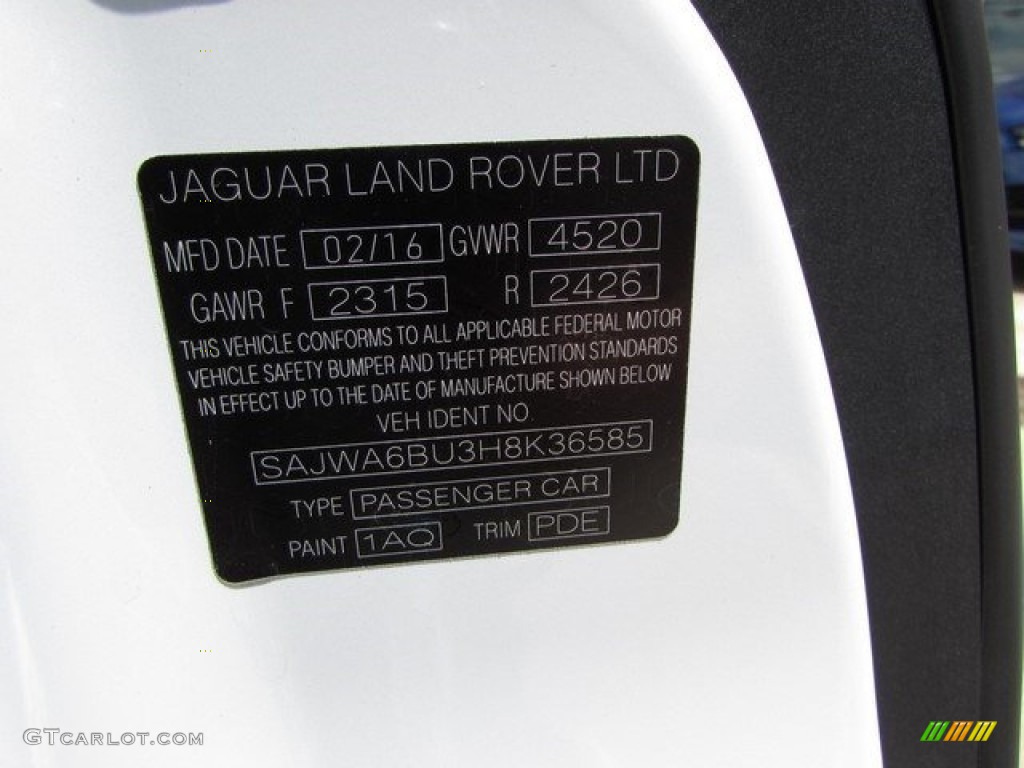 JAGUAR LAND ROVER LTD
MFD DATE 02/16 GVWR 4520
GAWR F 2315 R 2426
THIS VEHICLE CONFORMS TO ALL APPLICABLE FEDERAL MOTOR
VEHICLE SAFETY BUMPER AND THEFT PREVENTION STANDARDS
IN EFFECT UP TO THE DATE OF MANUFACTURE SHOWN BELOW
VEH IDENT NO.
SAJWA6BU3H8K36585
TYPE PASSENGER CAR
PAINT 1AQ TRIM PDE
GTCARLOT.COM